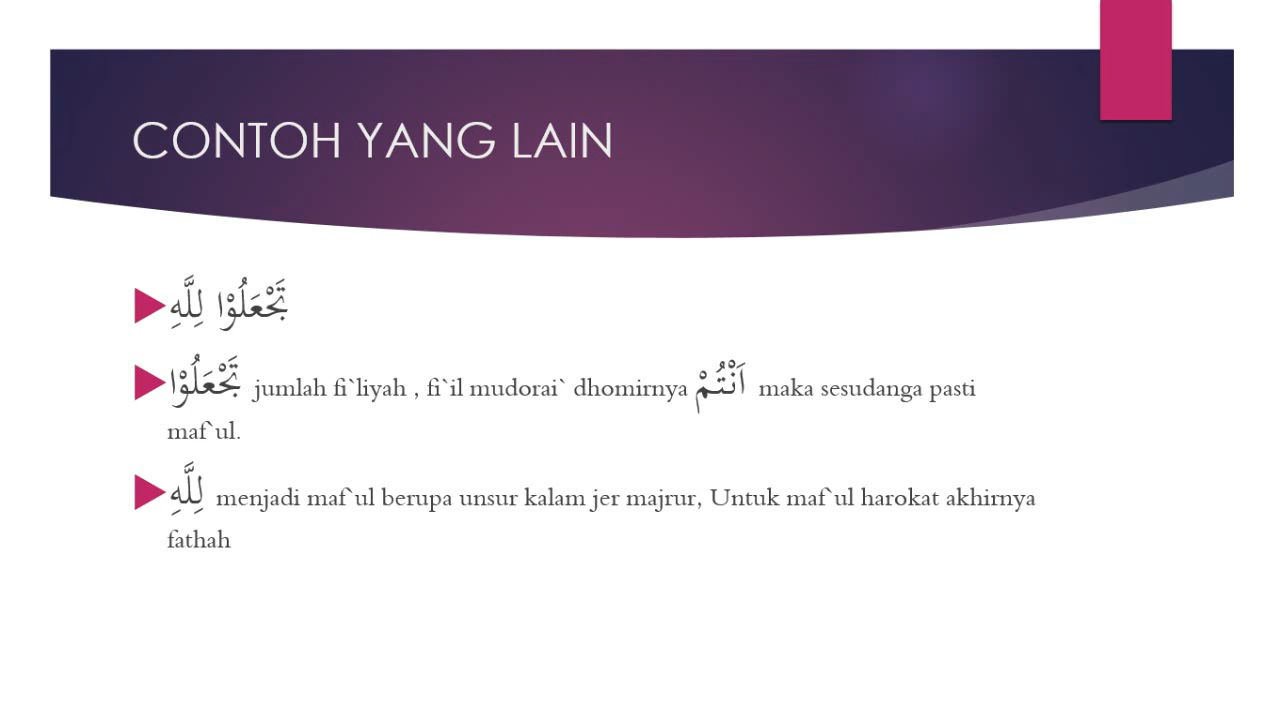 CONTOH YANG LAIN
تَجْعَلُوْا لِلَّهِ
تَجْعَلُوْا jumlah fi`liyah , fi`il mudorai` dhomirnya اَنْتُمْ maka sesudanga pasti
maf`ul.
لِلَّهِ menjadi maf`ul berupa unsur kalam jer majrur, Untuk maf`ul harokat akhirnya
fathah